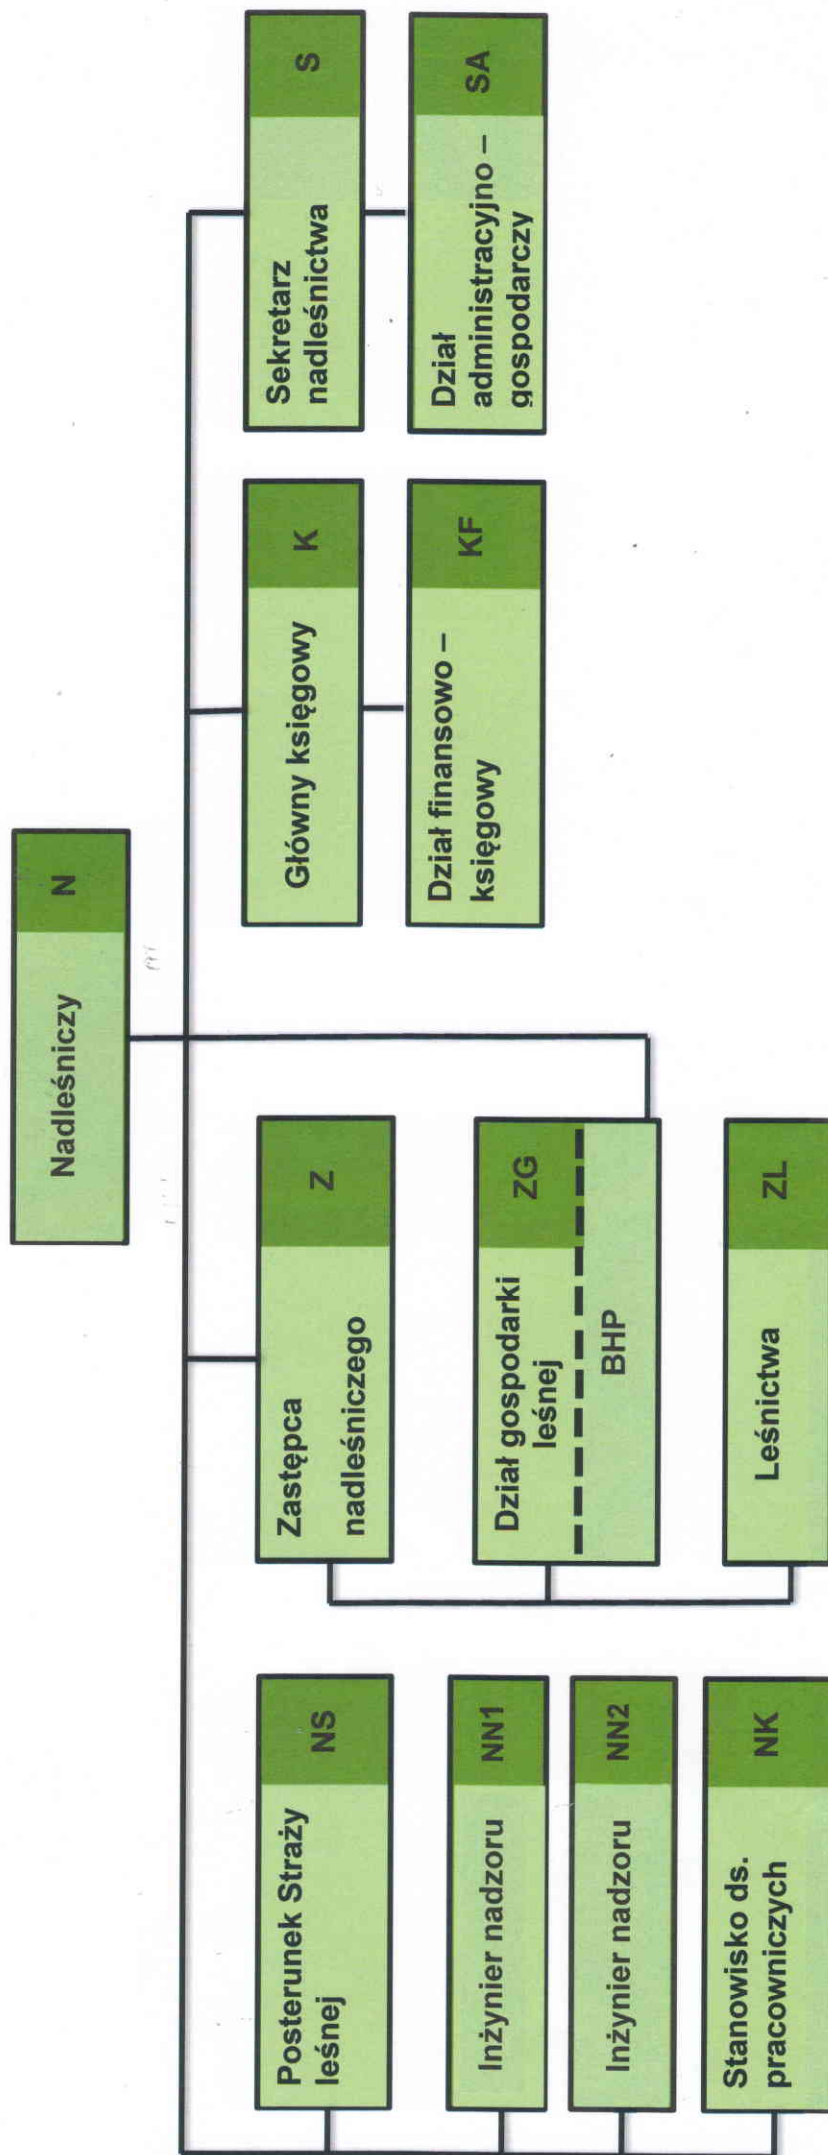 Nadleśniczy
N
Posterunek Straży
leśnej
NS
Inżynier nadzoru
NN1
Inżynier nadzoru
NN2
Stanowisko ds.
pracowniczych
NK
Zastępca
nadleśniczego
Z
Dział gospodarki
leśnej
ZG
BHP
Leśnictwa
ZL
Główny księgowy
K
Dział finansowo –
księgowy
KF
Sekretarz
nadleśnictwa
S
Dział
administracyjno –
gospodarczy
SA